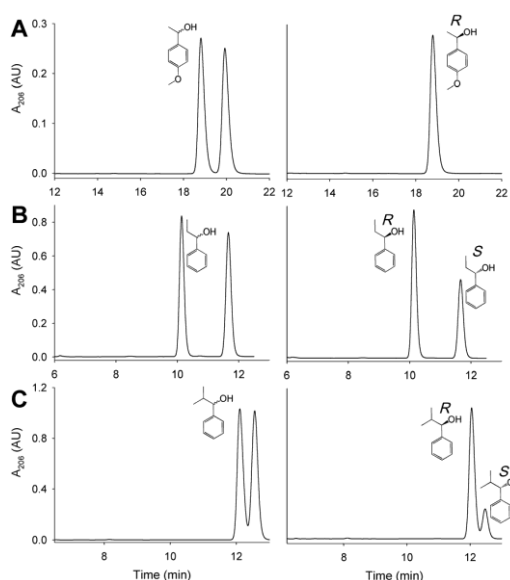 A
A₂₀₆ (AU)
0.3
0.2
0.1
0.0
OH
O
12 14 16 18 20 22
R
OH
O
12 14 16 18 20 22
B
A₂₀₆ (AU)
0.8
0.6
0.4
0.2
0.0
OH
6 8 10 12
R
OH
S
OH
6 8 10 12
C
A₂₀₆ (AU)
1.2
0.8
0.4
0.0
OH
8 10 12
Time (min)
R
OH
S
8 10 12
Time (min)